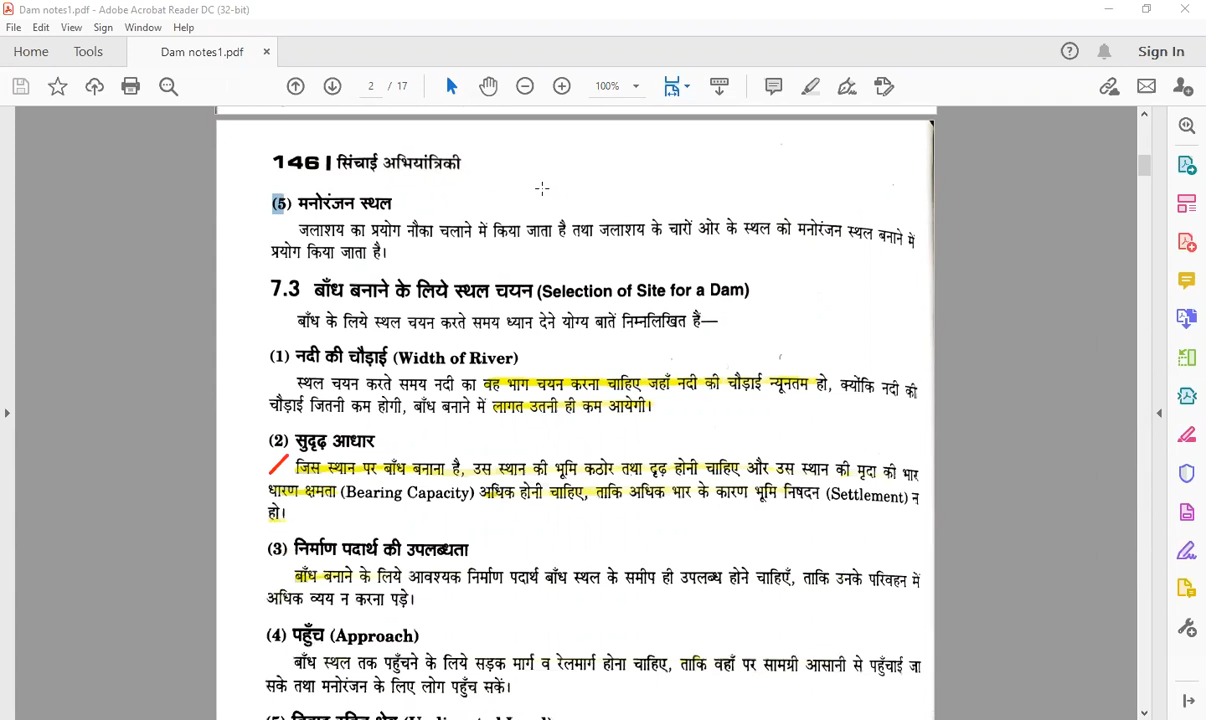 Dam notes1.pdf - Adobe Acrobat Reader DC (32-bit)
File Edit View Sign Window Help
Home Tools Dam notes1.pdf × Sign In
2 / 17 100%
146 | सिंचाई अभियांत्रिकी
(5) मनोरंजन स्थल
जलाशय का प्रयोग नौका चलाने में किया जाता है तथा जलाशय के चारों ओर के स्थल को मनोरंजन स्थल बनाने में
प्रयोग किया जाता है।
7.3 बाँध बनाने के लिये स्थल चयन (Selection of Site for a Dam)
बाँध के लिये स्थल चयन करते समय ध्यान देने योग्य बातें निम्नलिखित हैं—
(1) नदी की चौड़ाई (Width of River)
स्थल चयन करते समय नदी का वह भाग चयन करना चाहिए जहाँ नदी की चौड़ाई न्यूनतम हो, क्योंकि नदी की
चौड़ाई जितनी कम होगी, बाँध बनाने में लागत उतनी ही कम आयेगी।
(2) सुदृढ़ आधार
जिस स्थान पर बाँध बनाना है, उस स्थान की भूमि कठोर तथा दृढ़ होनी चाहिए और उस स्थान की मृदा की भार
धारण क्षमता (Bearing Capacity) अधिक होनी चाहिए, ताकि अधिक भार के कारण भूमि निषदन (Settlement) न
हो।
(3) निर्माण पदार्थ की उपलब्धता
बाँध बनाने के लिये आवश्यक निर्माण पदार्थ बाँध स्थल के समीप ही उपलब्ध होने चाहिएँ, ताकि उनके परिवहन में
अधिक व्यय न करना पड़े।
(4) पहुँच (Approach)
बाँध स्थल तक पहुँचने के लिये सड़क मार्ग व रेलमार्ग होना चाहिए, ताकि वहाँ पर सामग्री आसानी से पहुँचाई जा
सके तथा मनोरंजन के लिए लोग पहुँच सकें।